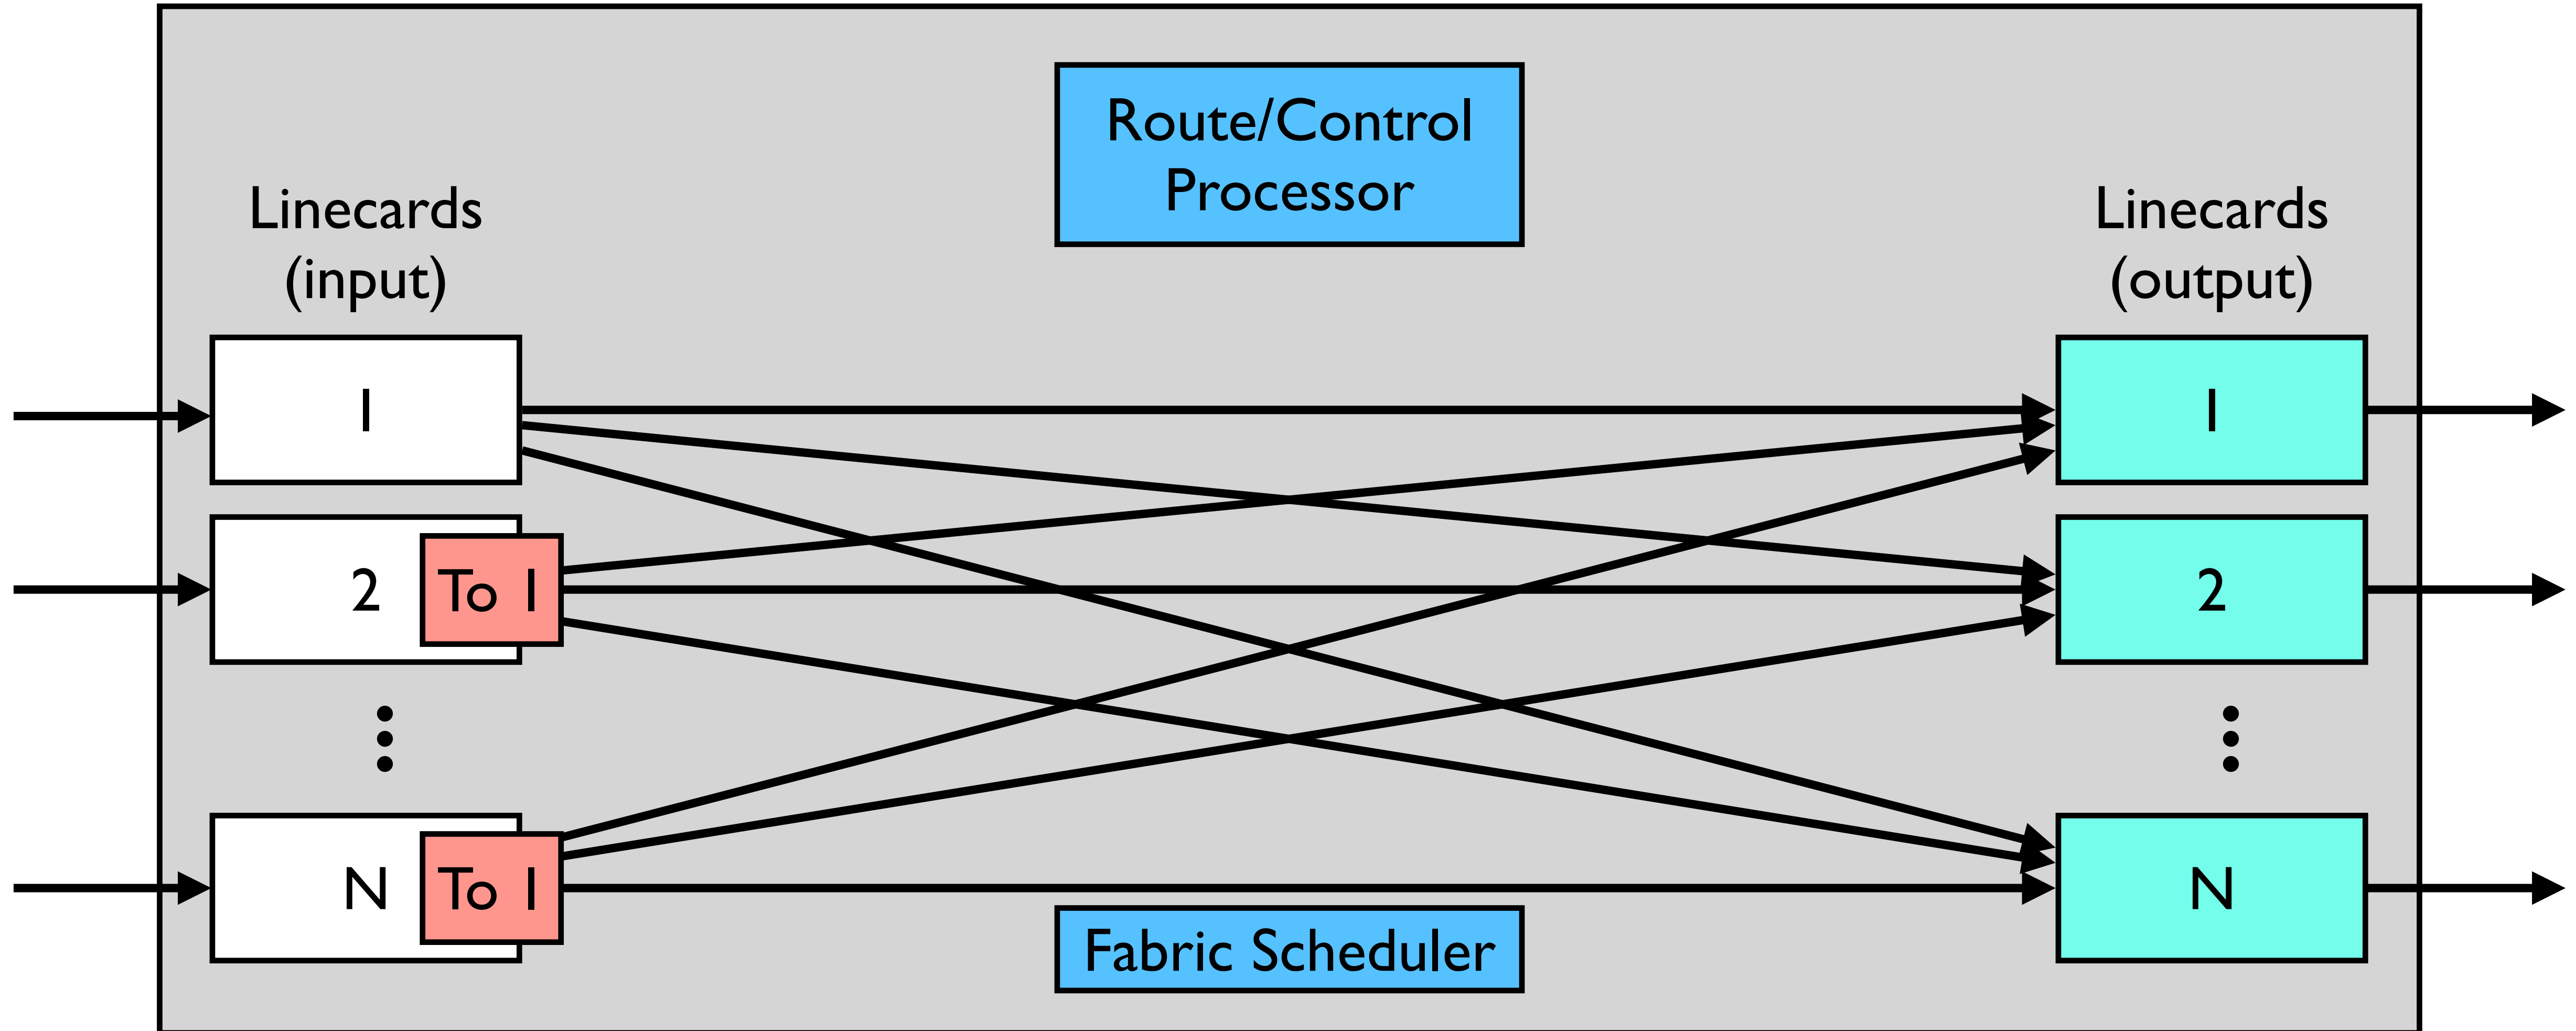 Route/Control
Processor
Linecards
(input)
Linecards
(output)
1
1
2
To 1
2
N
To 1
N
Fabric Scheduler